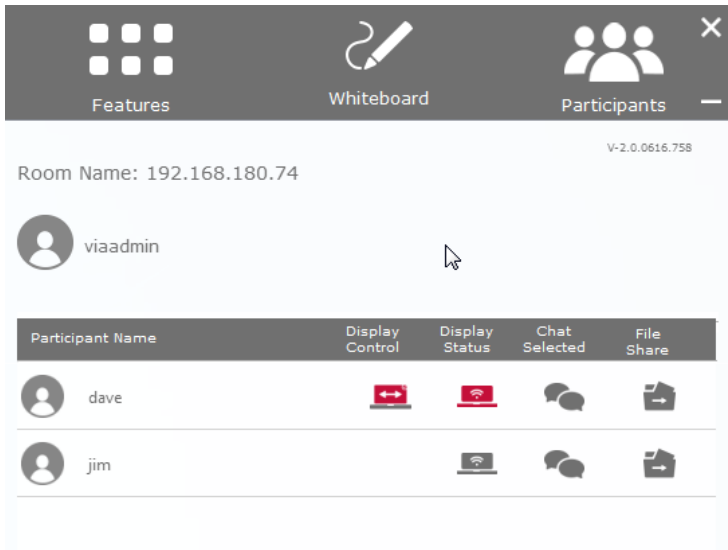 Features
Whiteboard
Participants
V-2.0.0616.758
Room Name: 192.168.180.74
viaadmin
Participant Name
Display Control
Display Status
Chat Selected
File Share
dave
jim